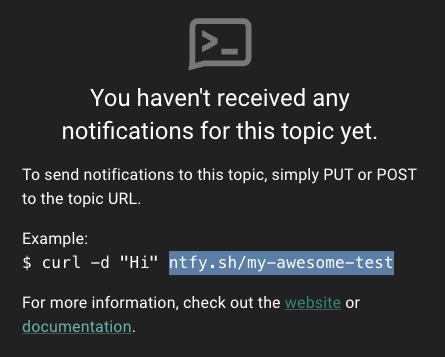 You haven't received any
notifications for this topic yet.
To send notifications to this topic, simply PUT or POST
to the topic URL.
Example:
$ curl -d "Hi" ntfy.sh/my-awesome-test
For more information, check out the website or
documentation.